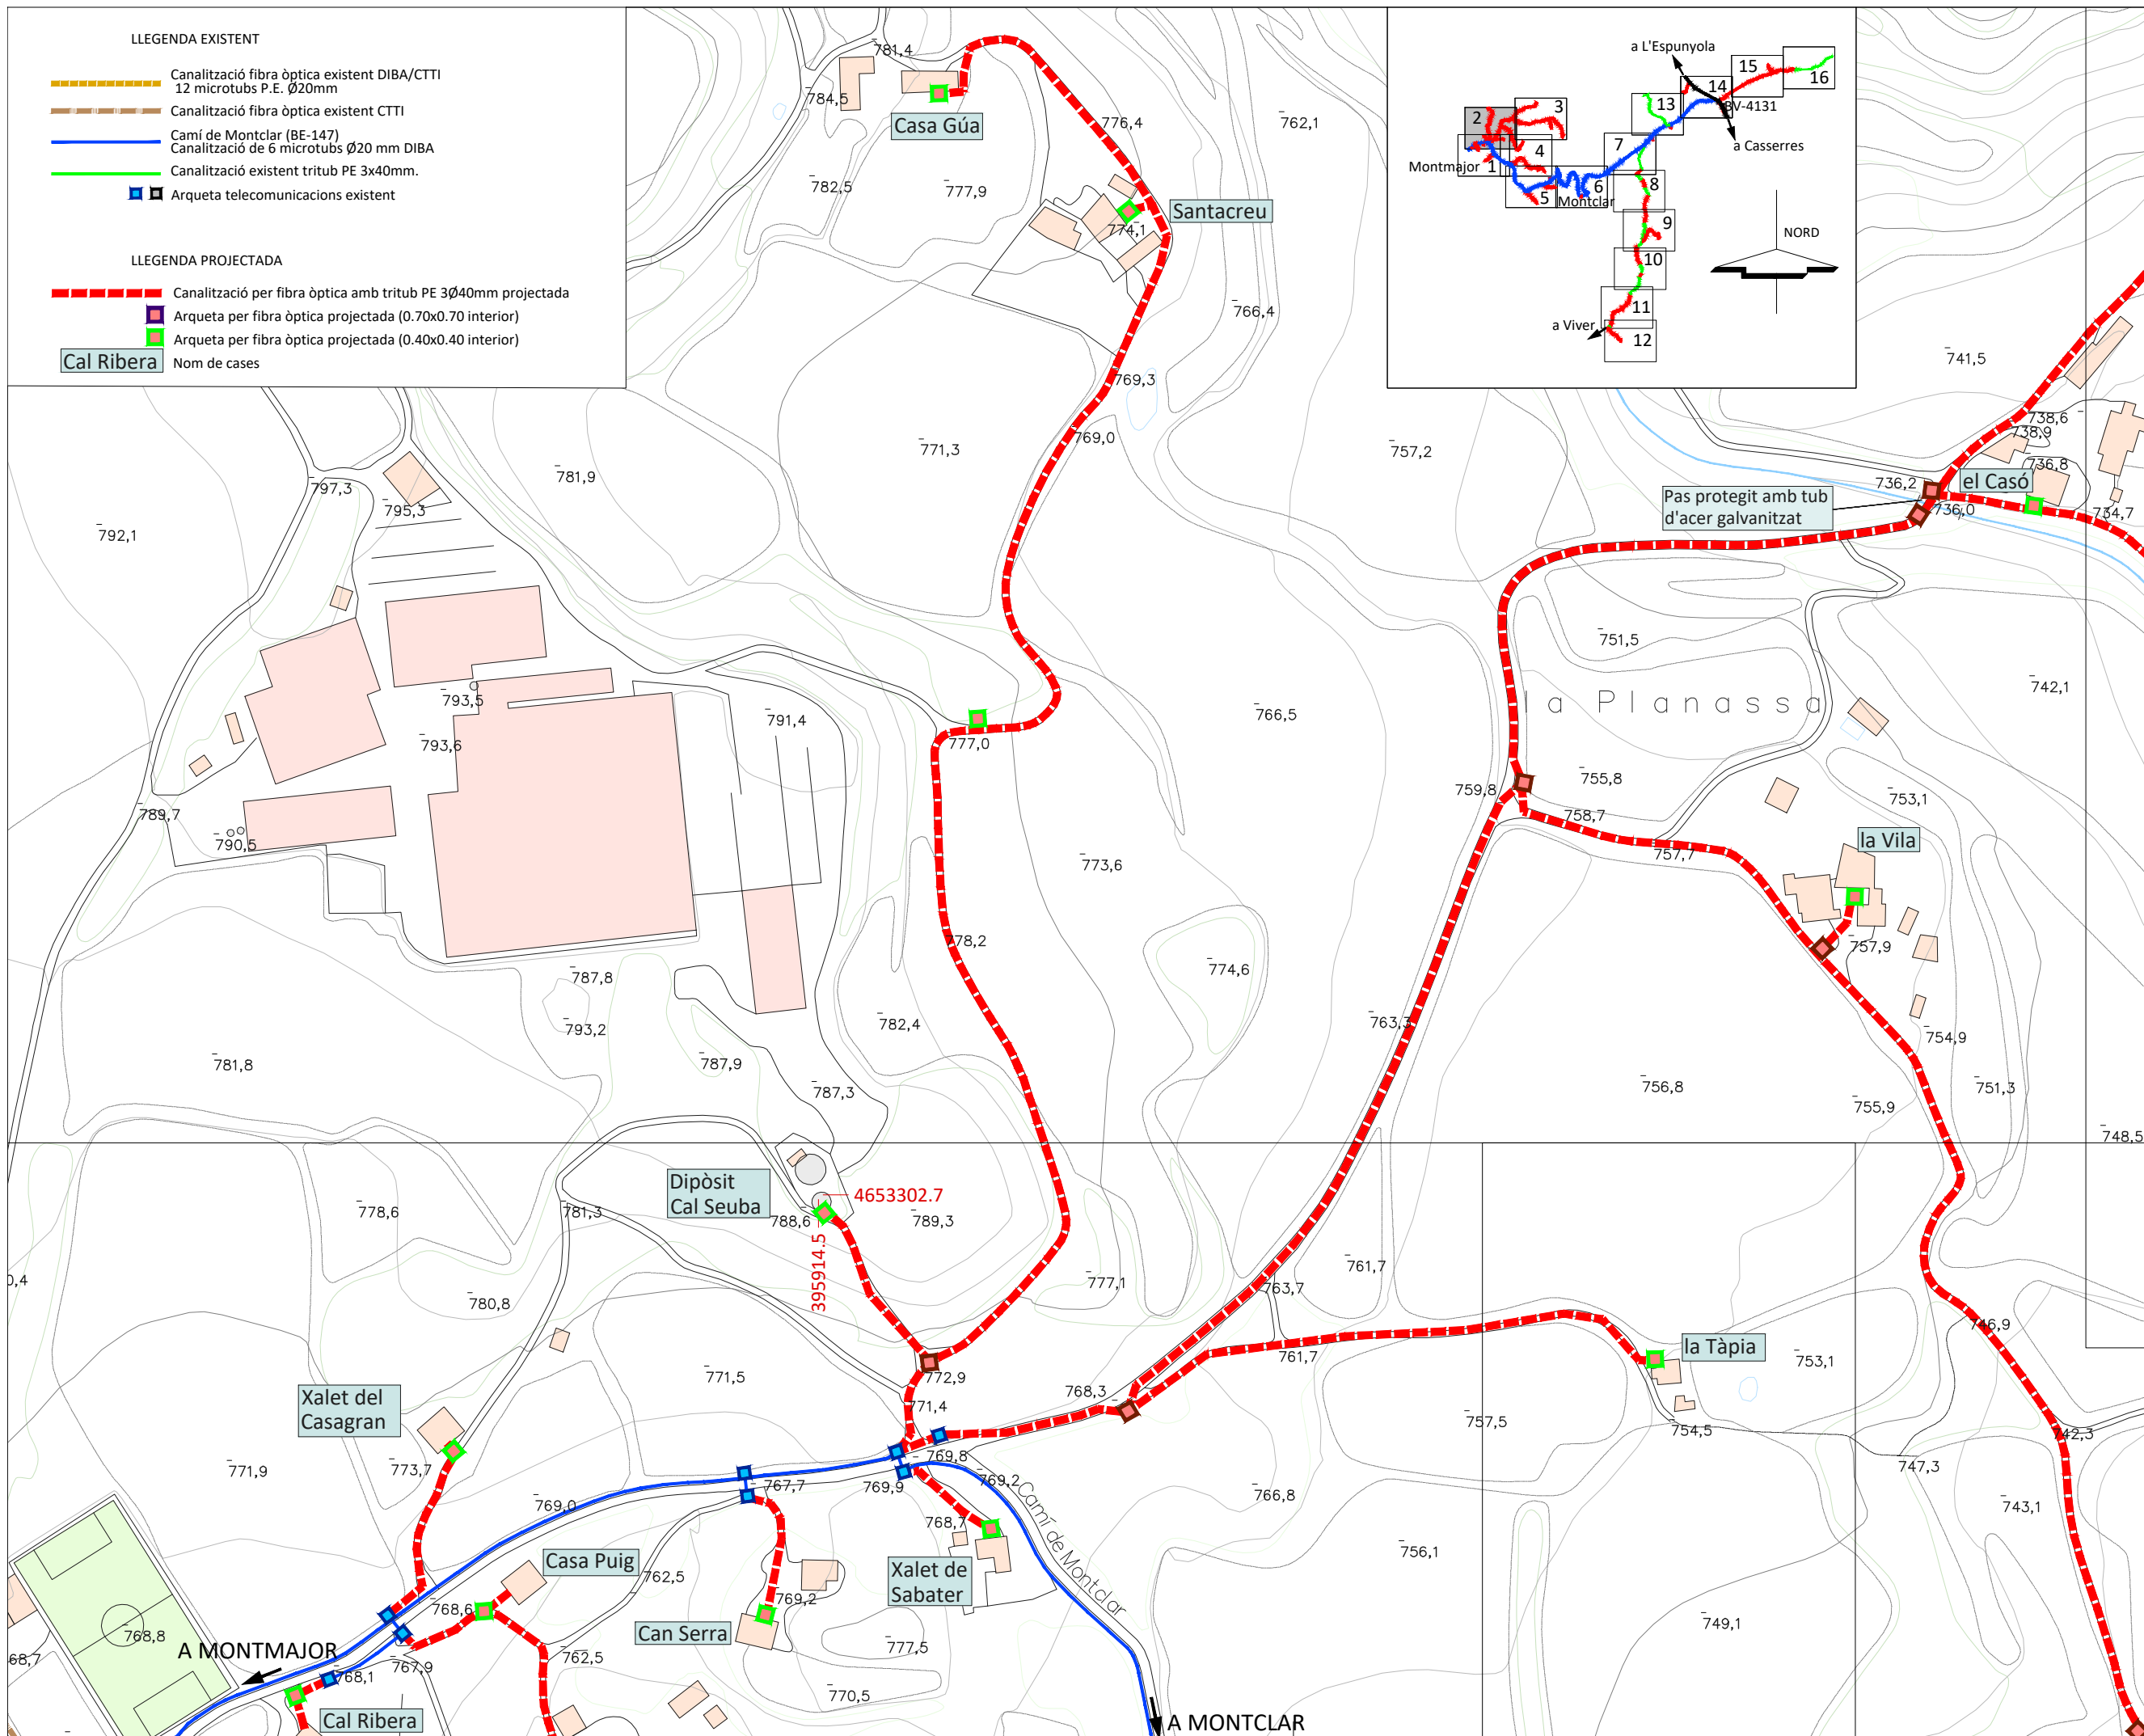 LLEGENDA EXISTENT
Canalització fibra òptica existent DIBA/CTTI
12 microtubs P.E. Ø20mm
Canalització fibra òptica existent CTTI
Camí de Montclar (BE-147)
Canalització de 6 microtubs Ø20 mm DIBA
Canalització existent tritub PE 3x40mm.
Arqueta telecomunicacions existent
LLEGENDA PROJECTADA
Canalització per fibra òptica amb tritub PE 3Ø40mm projectada
Arqueta per fibra òptica projectada (0.70x0.70 interior)
Arqueta per fibra òptica projectada (0.40x0.40 interior)
Cal Ribera
Nom de cases
a L'Espunyola
15
16
14
BV-4131
13
3
2
a Casserres
7
4
Montmajor
1
6
8
5
Montclar
9
NORD
10
11
a Viver
12
781,4
784,5
Casa Gúa
776,4
762,1
782,5
777,9
Santacreu
774,1
766,4
769,3
741,5
769,0
771,3
757,2
738,6
738,9
736,8
781,9
797,3
736,2
el Casó
Pas protegit amb tub
d'acer galvanitzat
795,3
736,0
734,7
792,1
751,5
742,1
793,5
la Planassa
791,4
766,5
793,6
777,0
755,8
759,8
753,1
789,7
758,7
790,5
la Vila
757,7
773,6
778,2
757,9
774,6
787,8
782,4
763,3
793,2
754,9
781,8
787,9
787,3
756,8
751,3
755,9
748,5
Dipòsit
Cal Seuba
4653302.7
778,6
781,3
788,6
789,3
395914.5
0,4
777,1
761,7
763,7
780,8
746,9
761,7
la Tàpia
753,1
771,5
772,9
Xalet del
Casagran
768,3
771,4
757,5
754,5
742,3
769,8
773,7
771,9
747,3
767,7
769,9
769,2
766,8
769,0
743,1
Camí de Montclar
768,7
756,1
Casa Puig
762,5
Xalet de
Sabater
768,6
769,2
749,1
768,8
Can Serra
777,5
A MONTMAJOR
68,7
762,5
767,9
768,1
770,5
Cal Ribera
A MONTCLAR